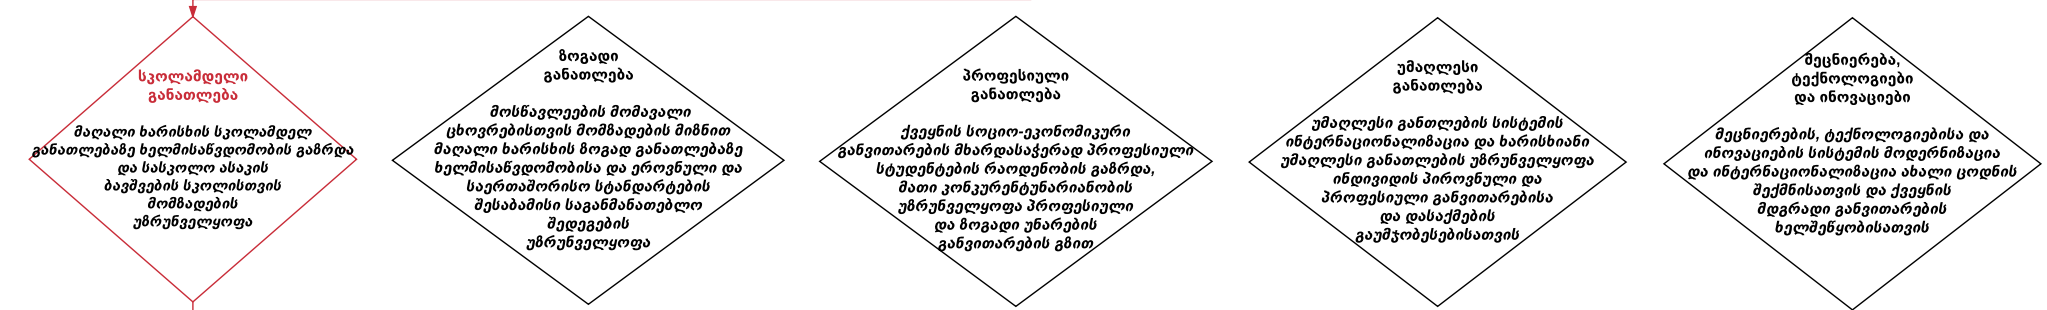 სკოლამდელი
განათლება
მაღალი ხარისხის სკოლამდელ
განათლებაზე ხელმისაწვდომობის გაზრდა
და სასკოლო ასაკის
ბავშვების სკოლისთვის
მომზადების
უზრუნველყოფა
ზოგადი
განათლება
მოსწავლეების მომავალი
ცხოვრებისთვის მომზადების მიზნით
მაღალი ხარისხის ზოგად განათლებაზე
ხელმისაწვდომობისა და ეროვნული და
საერთაშორისო სტანდარტების
შესაბამისი საგანმანათებლო
შედეგების
უზრუნველყოფა
პროფესიული
განათლება
ქვეყნის სოციო-ეკონომიკური
განვითარების მხარდასაჭერად პროფესიული
სტუდენტების რაოდენობის გაზრდა,
მათი კონკურენტუნარიანობის
უზრუნველყოფა პროფესიული
და ზოგადი უნარების
განვითარების გზით
უმაღლესი
განათლება
უმაღლესი განთლების სისტემის
ინტერნაციონალიზაცია და ხარისხიანი
უმაღლესი განათლების უზრუნველყოფა
ინდივიდის პიროვნული და
პროფესიული განვითარებისა
და დასაქმების
გაუმჯობესებისათვის
მეცნიერება,
ტექნოლოგიები
და ინოვაციები
მეცნიერების, ტექნოლოგიებისა და
ინოვაციების სისტემის მოდერნიზაცია
და ინტერნაციონალიზაცია ახალი ცოდნის
შექმნისათვის და ქვეყნის
მდგრადი განვითარების
ხელშეწყობისათვის